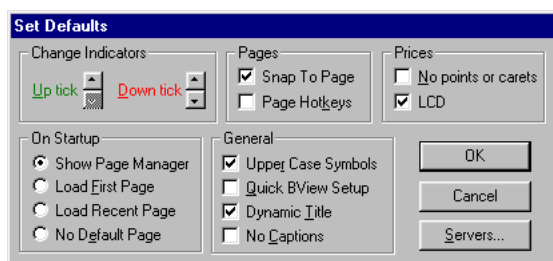 Set Defaults
Change Indicators
Up tick
Down tick
Pages
Snap To Page
Page Hotkeys
Prices
No points or carets
LCD
On Startup
Show Page Manager
Load First Page
Load Recent Page
No Default Page
General
Upper Case Symbols
Quick BView Setup
Dynamic Title
No Captions
OK
Cancel
Servers...